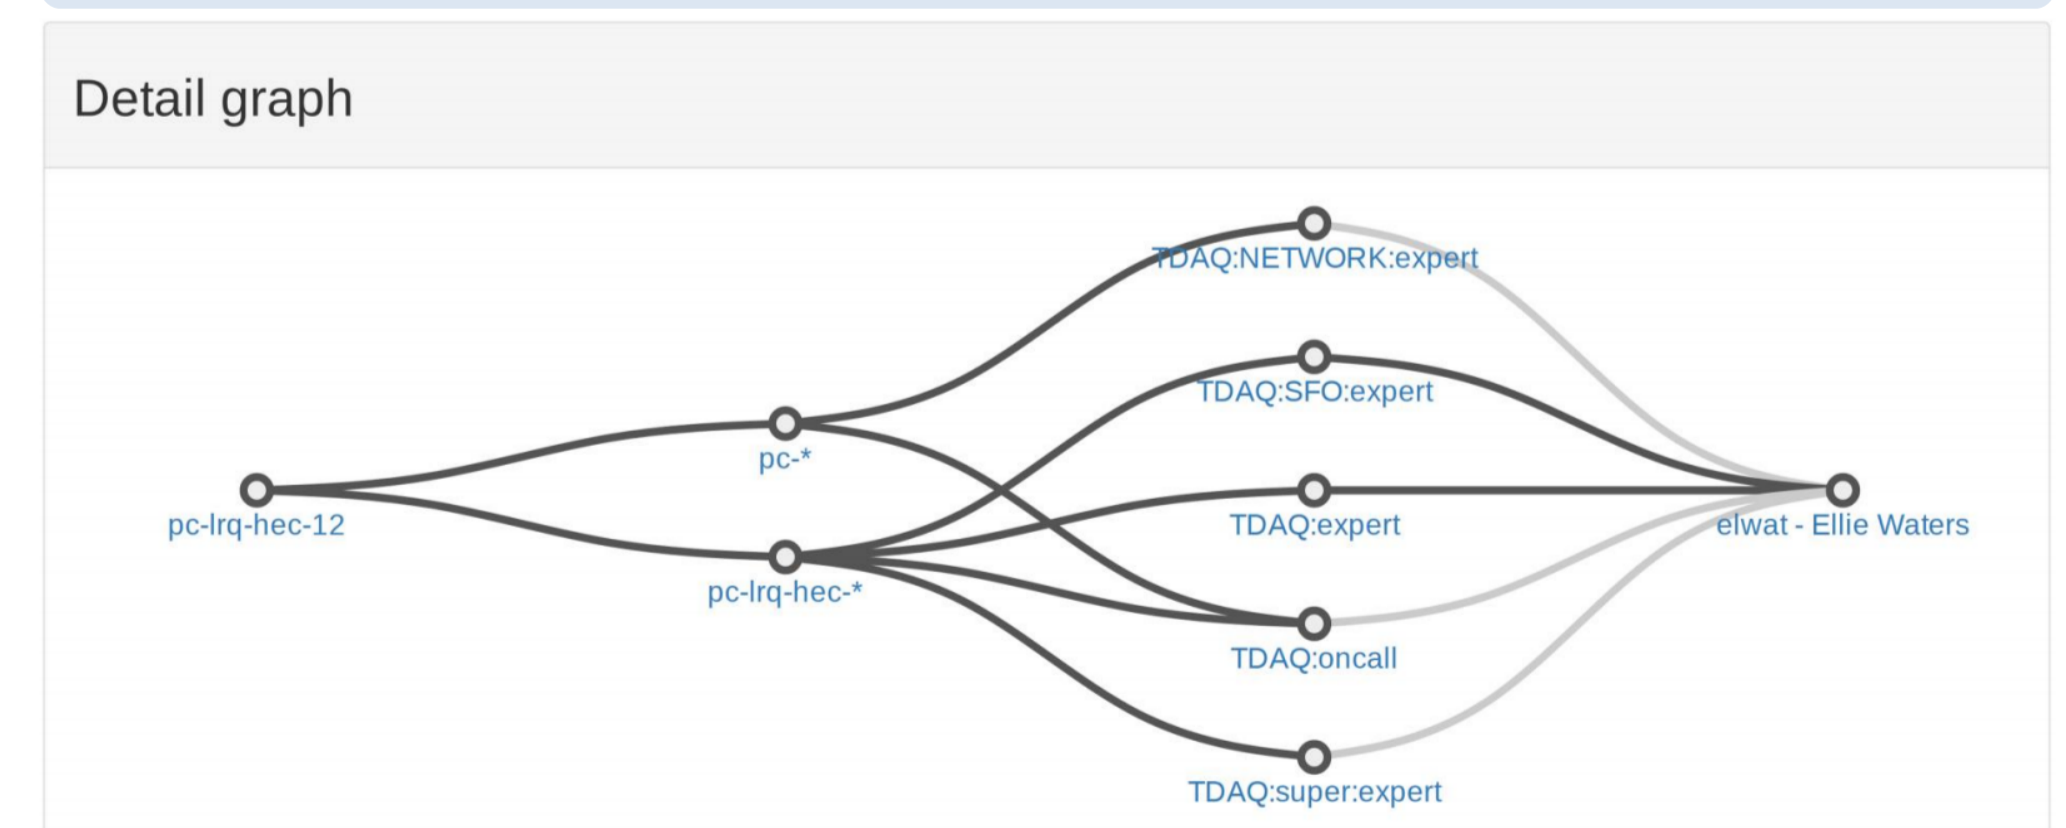 Detail graph
TDAQ:NETWORK:expert
TDAQ:SFO:expert
pc-*
pc-lrq-hec-12
TDAQ:expert
elwat - Ellie Waters
pc-lrq-hec-*
TDAQ:oncall
TDAQ:super:expert